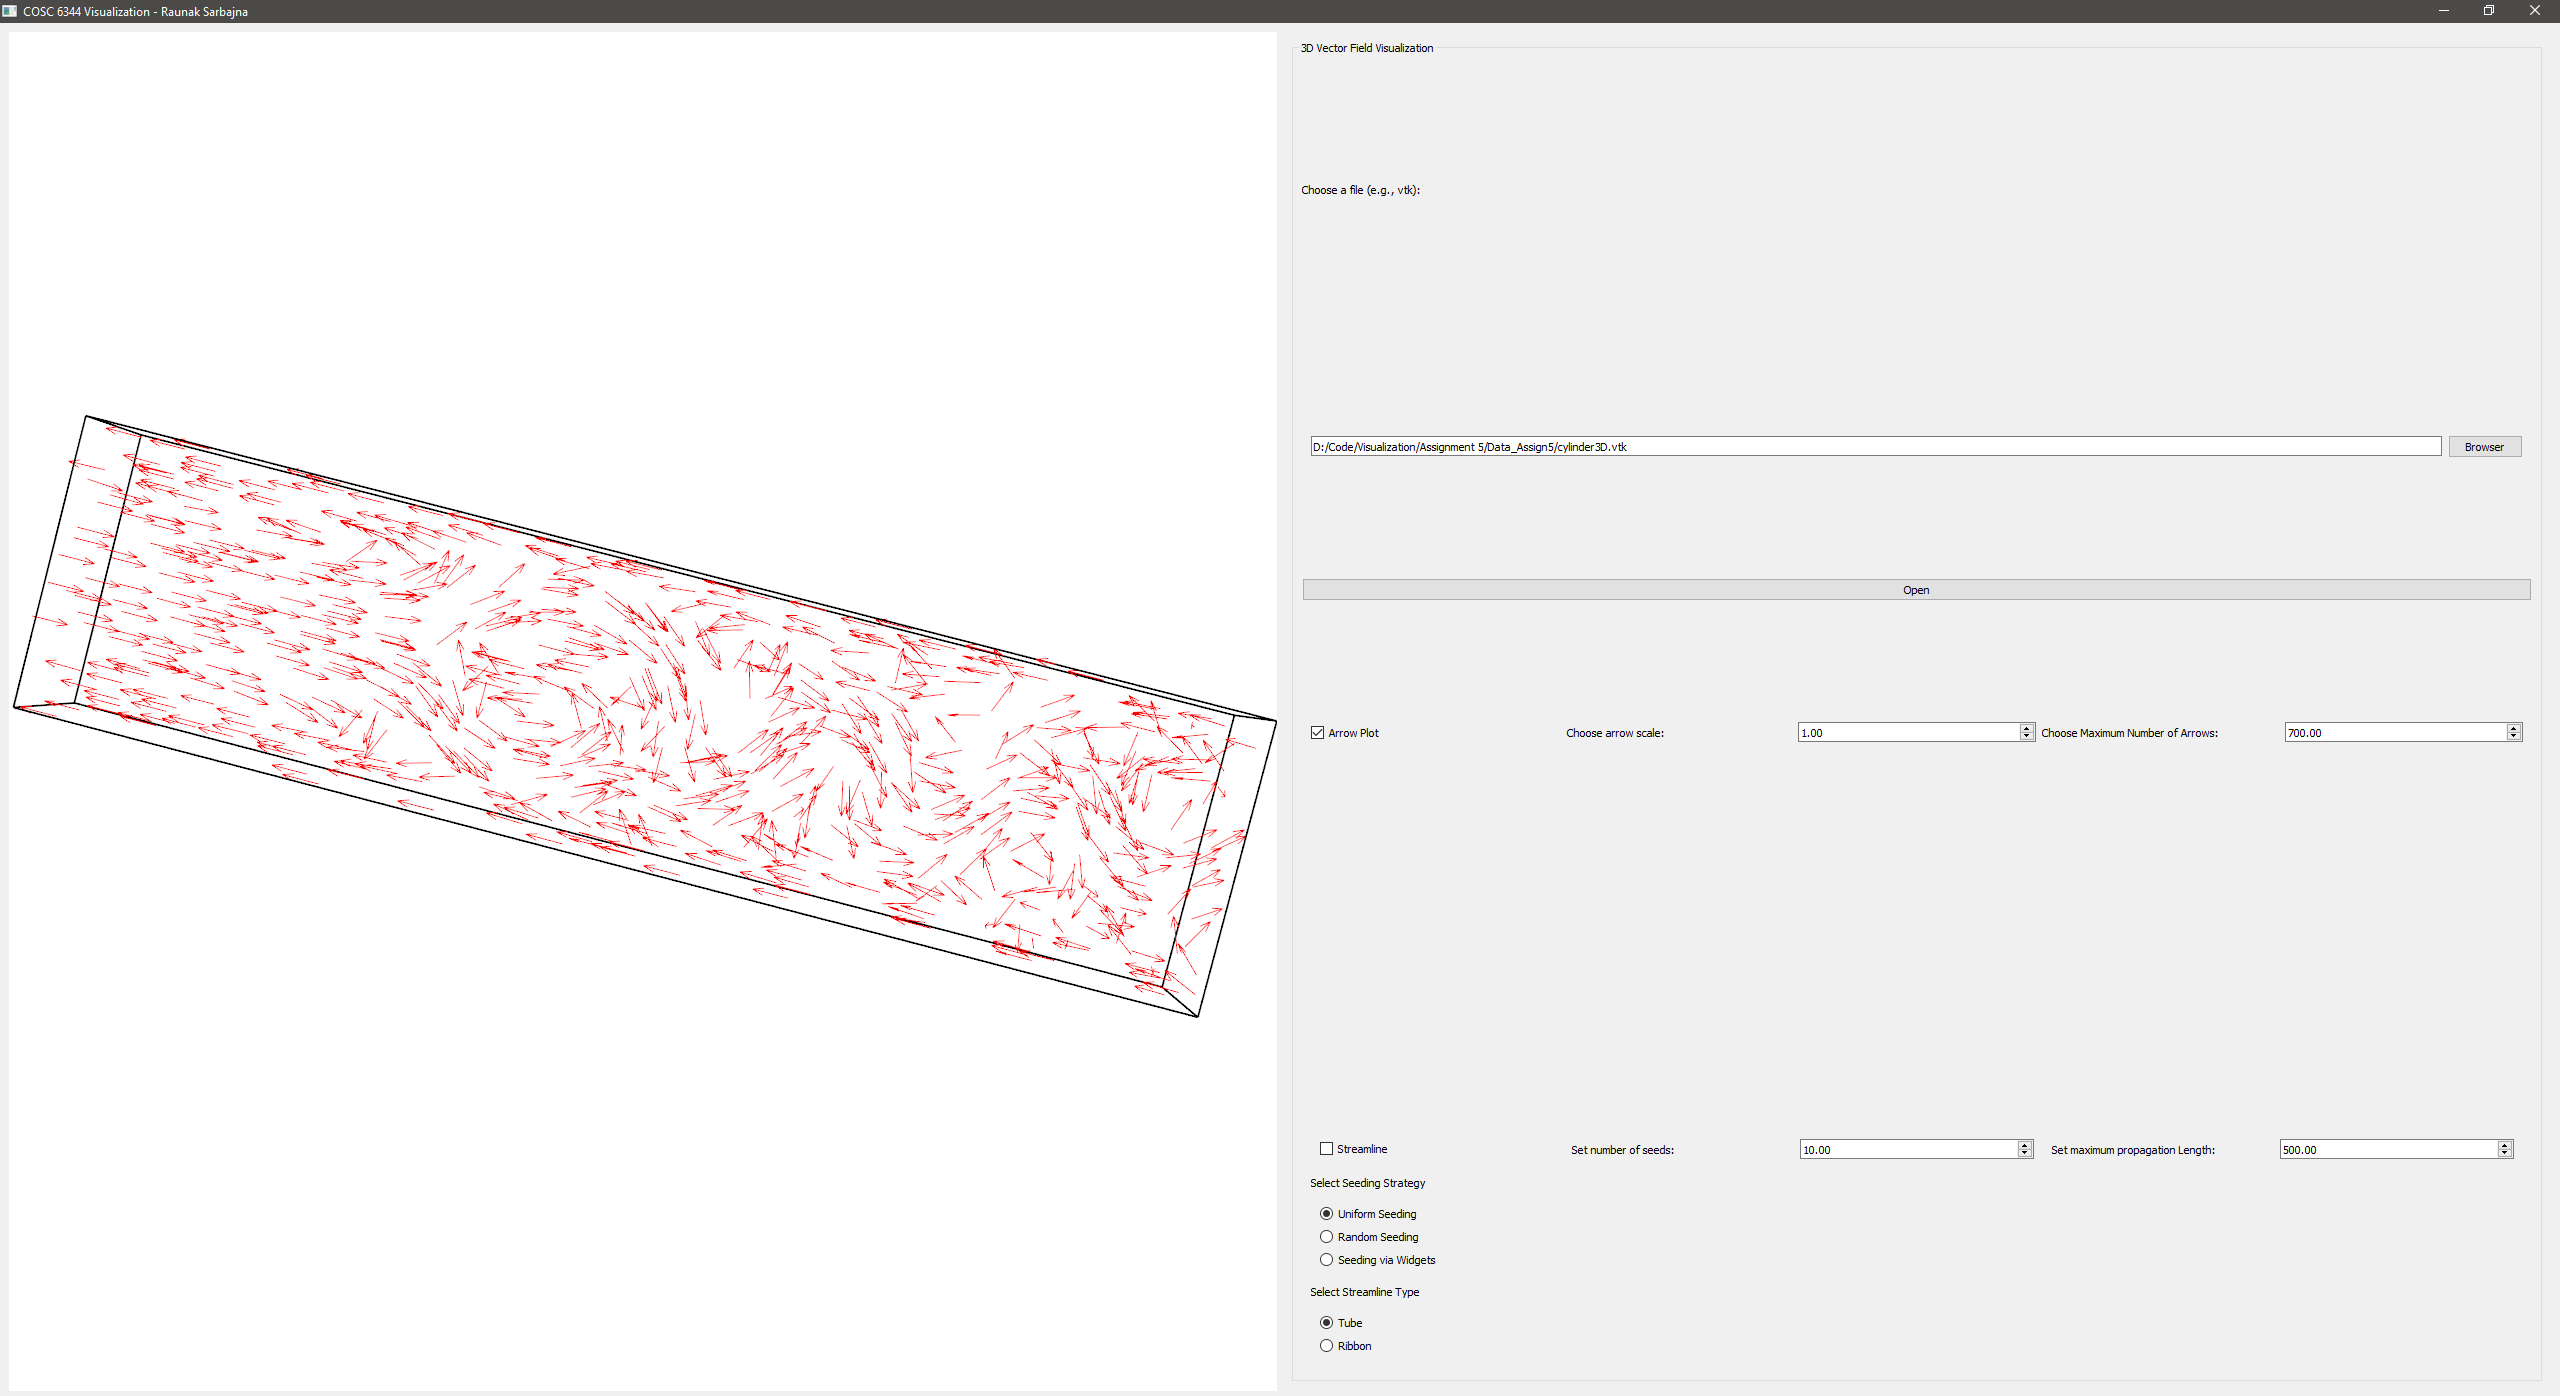 COSC 6344 Visualization - Raunak Sarbajna
3D Vector Field Visualization
Choose a file (e.g., vtk):
D:/Code/Visualization/Assignment 5/Data_Assign5/cylinder3D.vtk Browser
Open
Arrow Plot Choose arrow scale: 1.00 Choose Maximum Number of Arrows: 700.00
Streamline Set number of seeds: 10.00 Set maximum propagation Length: 500.00
Select Seeding Strategy
Uniform Seeding
Random Seeding
Seeding via Widgets
Select Streamline Type
Tube
Ribbon